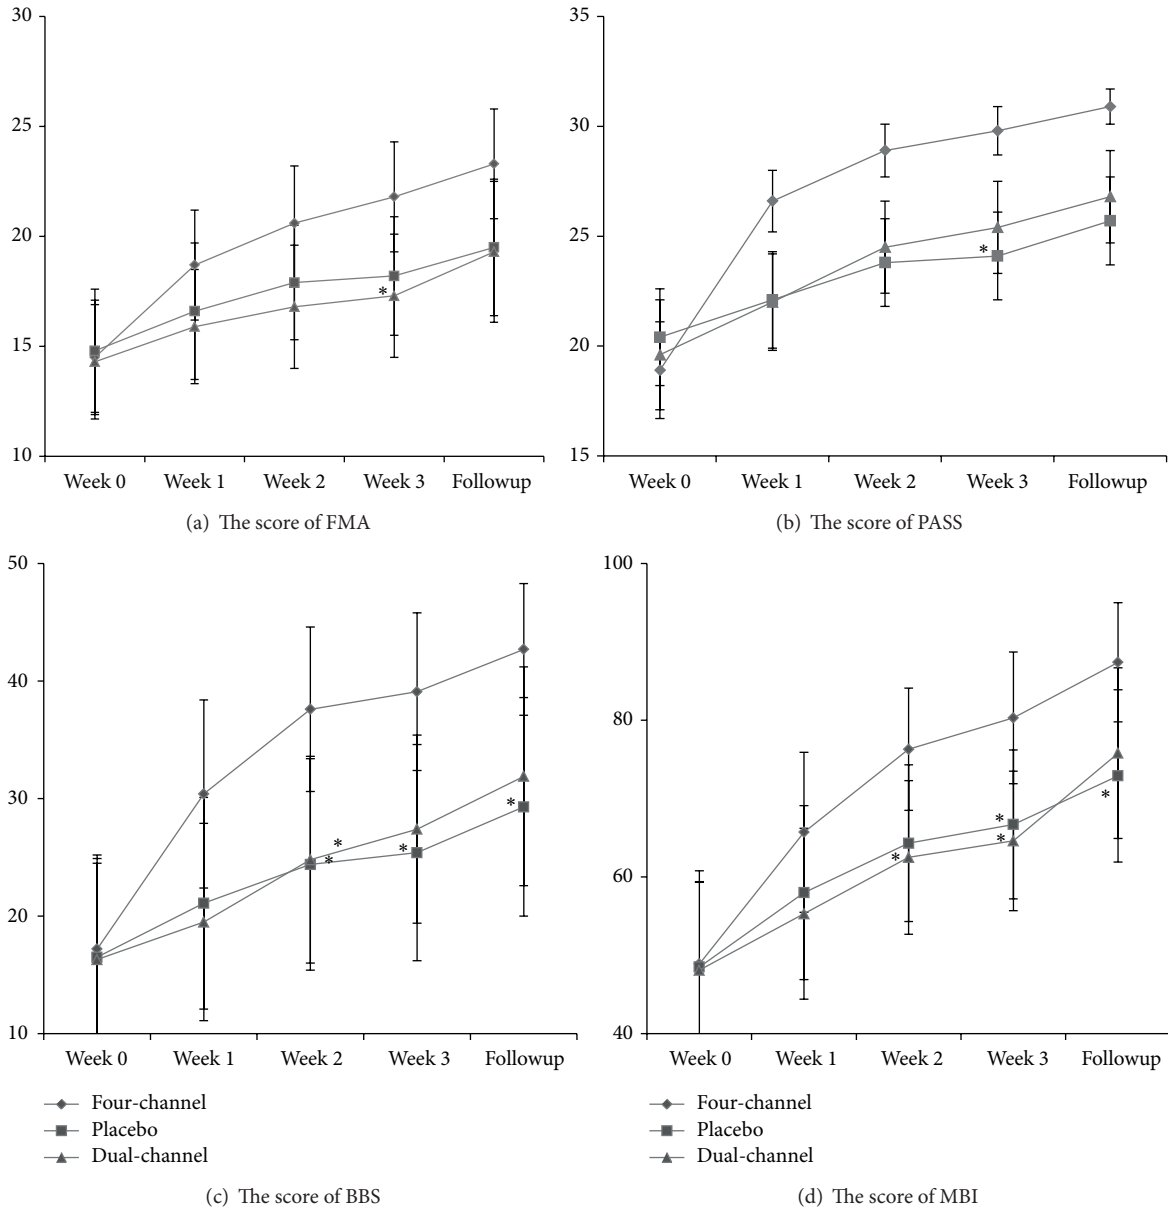 30
25
20
15
10
Week 0 Week 1 Week 2 Week 3 Followup
(a) The score of FMA
35
30
25
20
15
Week 0 Week 1 Week 2 Week 3 Followup
(b) The score of PASS
*
*
50
40
30
20
10
Week 0 Week 1 Week 2 Week 3 Followup
Four-channel
Placebo
Dual-channel
(c) The score of BBS
* * * *
100
80
60
40
Week 0 Week 1 Week 2 Week 3 Followup
Four-channel
Placebo
Dual-channel
(d) The score of MBI
* * * *